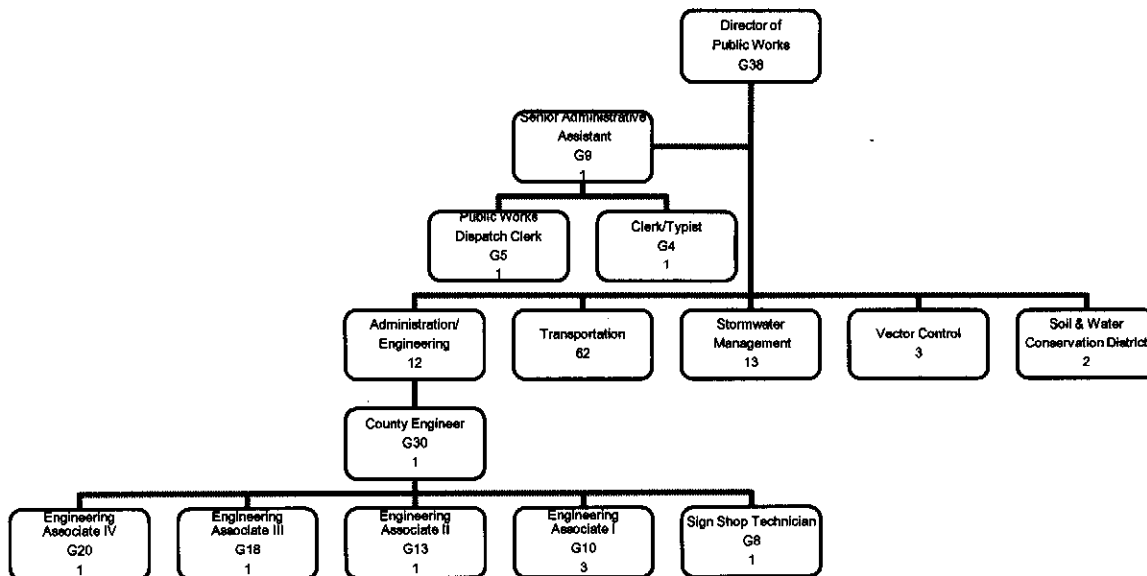 Director of
Public Works
G38
Senior Administrative
Assistant
G9
1
Public Works
Dispatch Clerk
G5
1
Clerk/Typist
G4
1
Administration/
Engineering
12
Transportation
62
Stormwater
Management
13
Vector Control
3
Soil & Water
Conservation District
2
County Engineer
G30
1
Engineering
Associate IV
G20
1
Engineering
Associate III
G18
1
Engineering
Associate II
G13
1
Engineering
Associate I
G10
3
Sign Shop Technician
G8
1